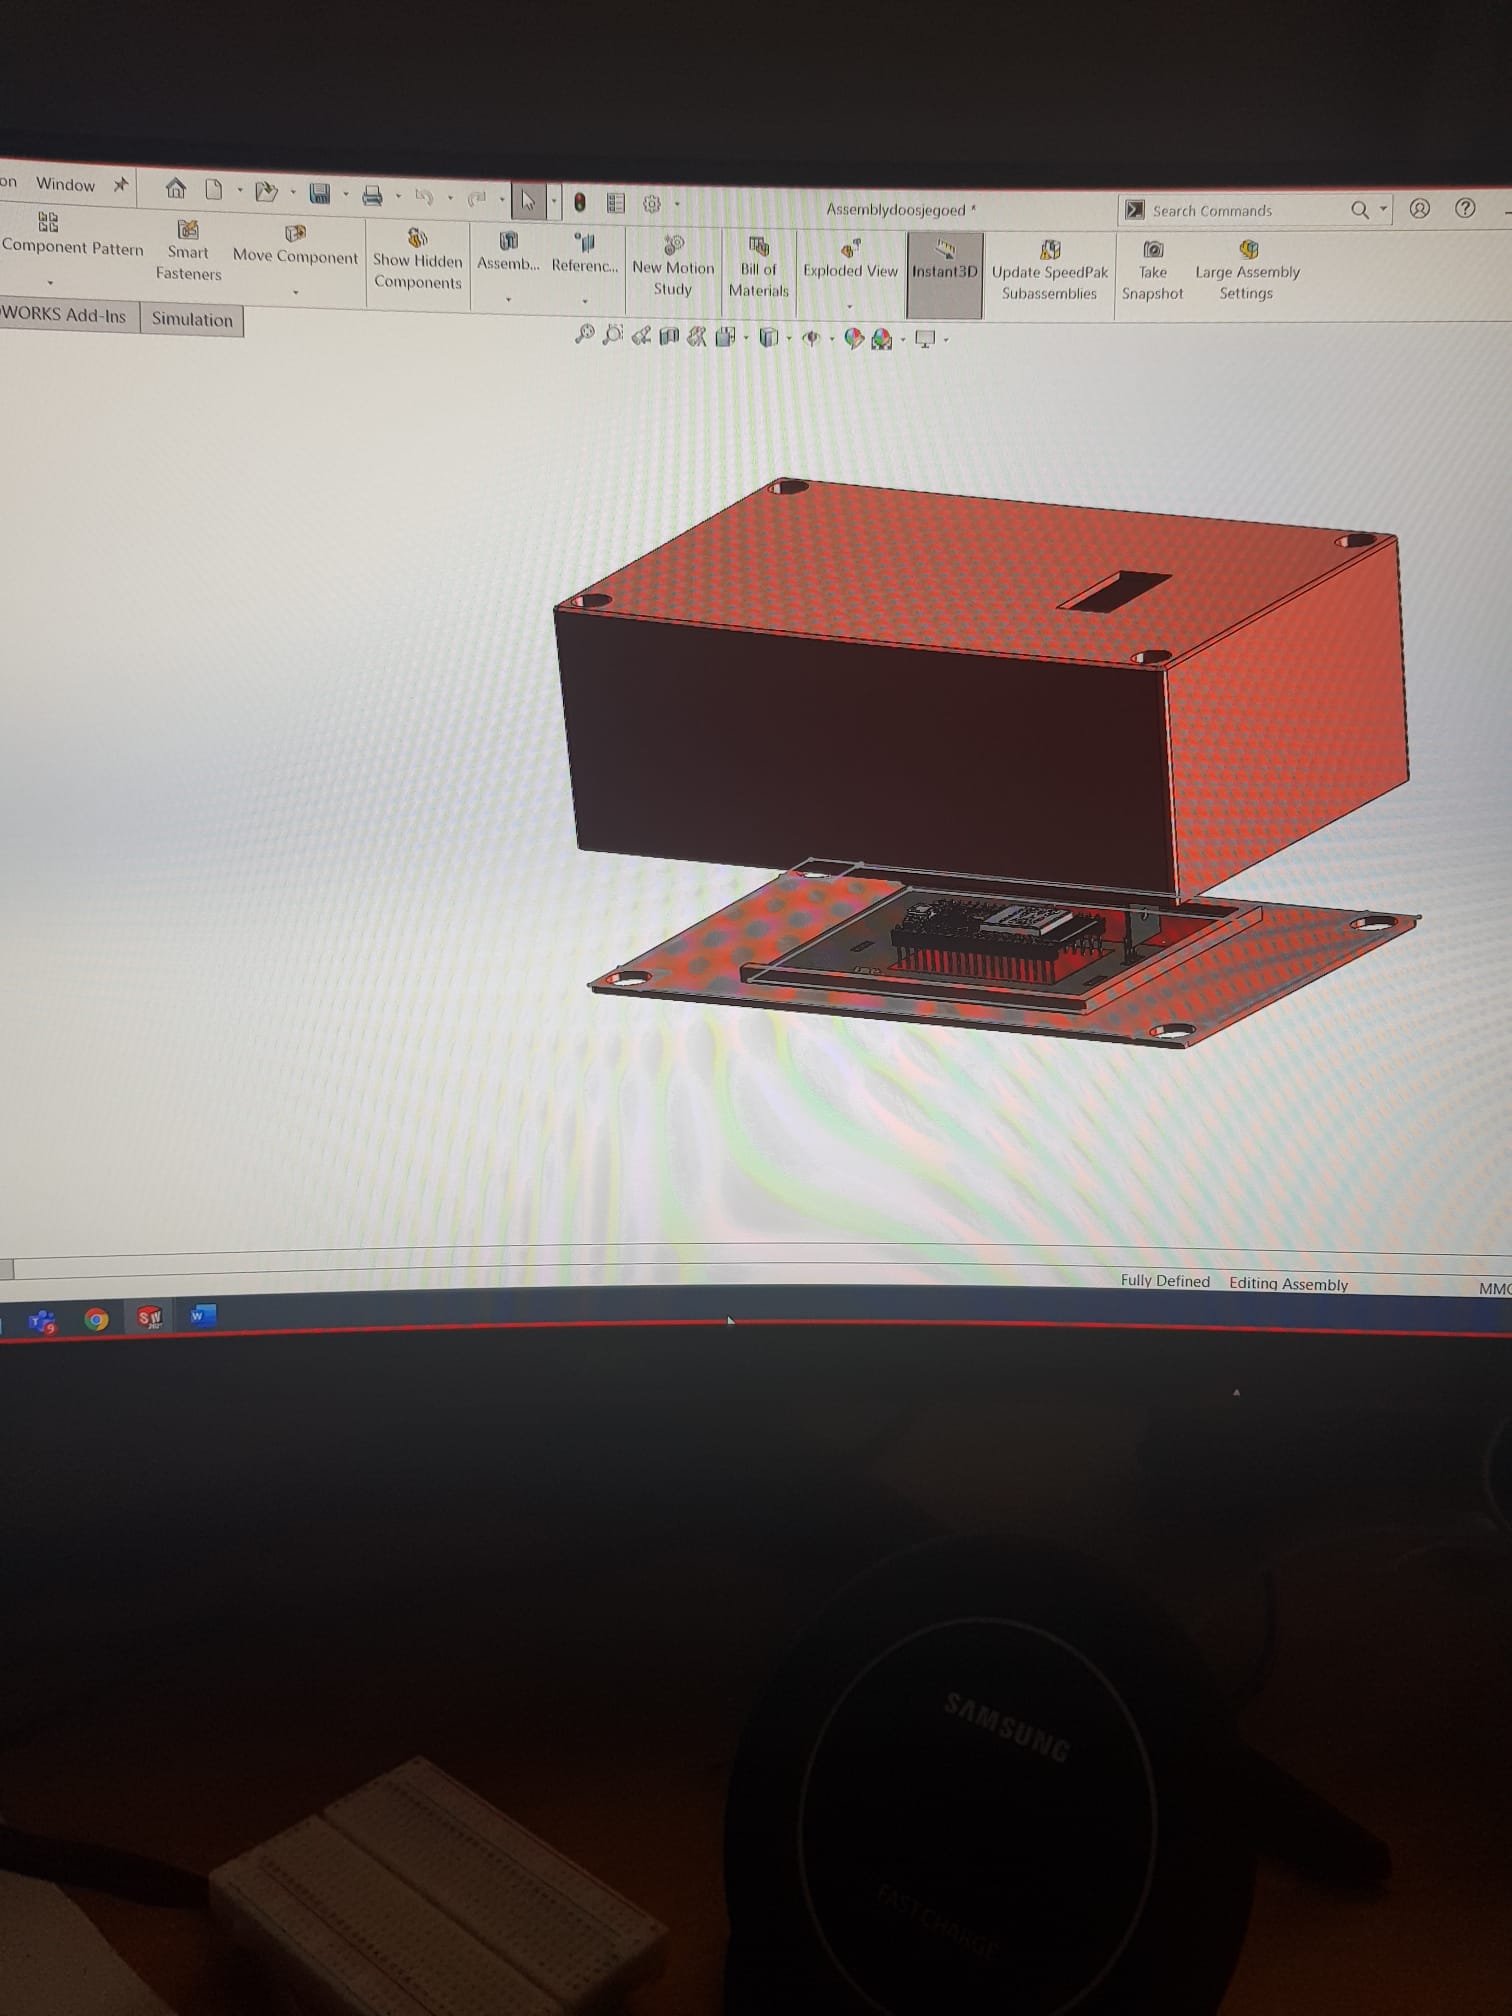 on Window
Assemblydoosjegoed *
Search Commands
Component Pattern
Smart
Fasteners
Move Component
Show Hidden
Components
Assemb...
Referenc...
New Motion
Study
Bill of
Materials
Exploded View
Instant3D
Update SpeedPak
Subassemblies
Take
Snapshot
Large Assembly
Settings
WORKS Add-Ins
Simulation
Fully Defined
Editing Assembly
MMG
T 9
SW
W
SAMSUNG
FAST CHARGE